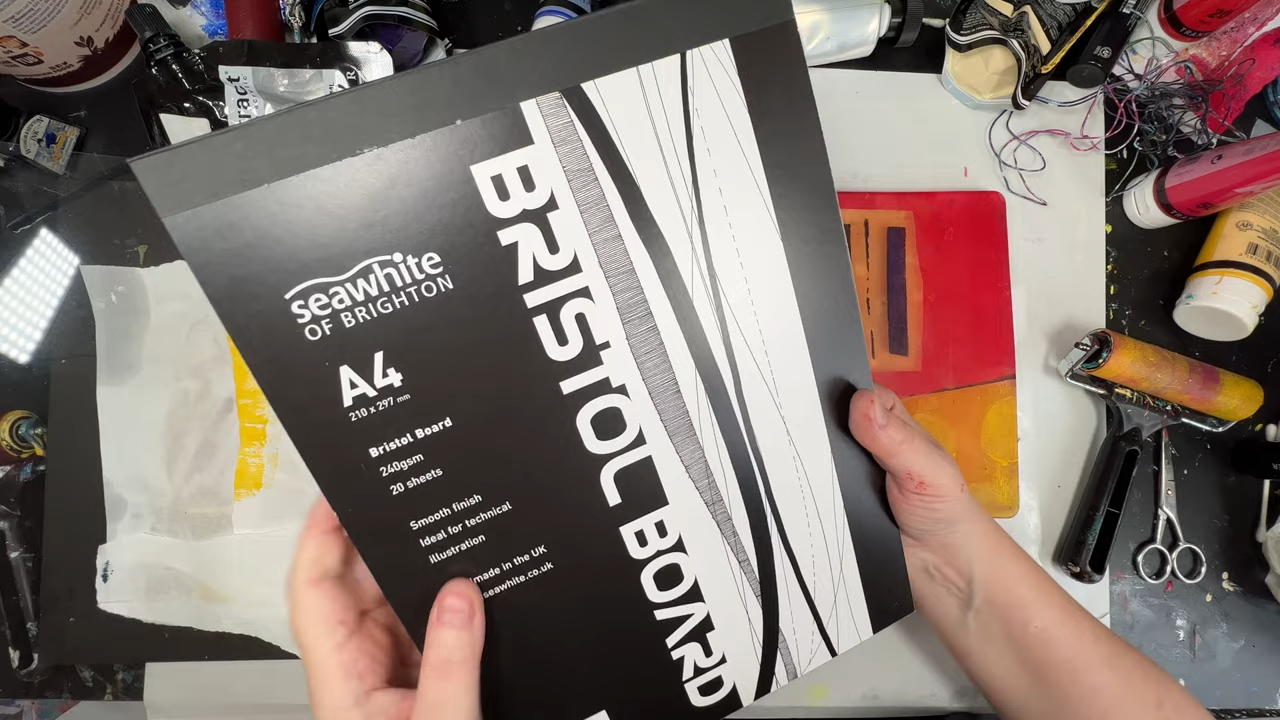 seawhite
OF BRIGHTON
A4
210 x 297 mm
Bristol Board
240gsm
20 sheets
Smooth finish
Ideal for technical
illustration
made in the UK
seawhite.co.uk
BRISTOL BOARD